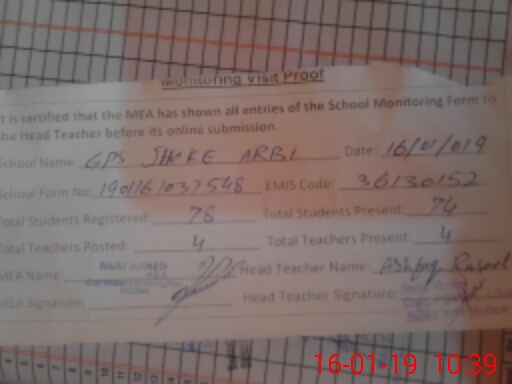 Monitoring Visit Proof
It is certified that the MEA has shown all entries of the School Monitoring Form to
the Head Teacher before its online submission.
School Name: GPS JHOKE ARBI Date: 16/01/019
School Form No: 1901161037548 EMIS Code: 36130152
Total Students Registered: 78 Total Students Present: 74
Total Teachers Posted: 4 Total Teachers Present: 4
MEA Name: Head Teacher Name: Ashfaq Rasool
MEA Signature: Head Teacher Signature:
16-01-19 10:39